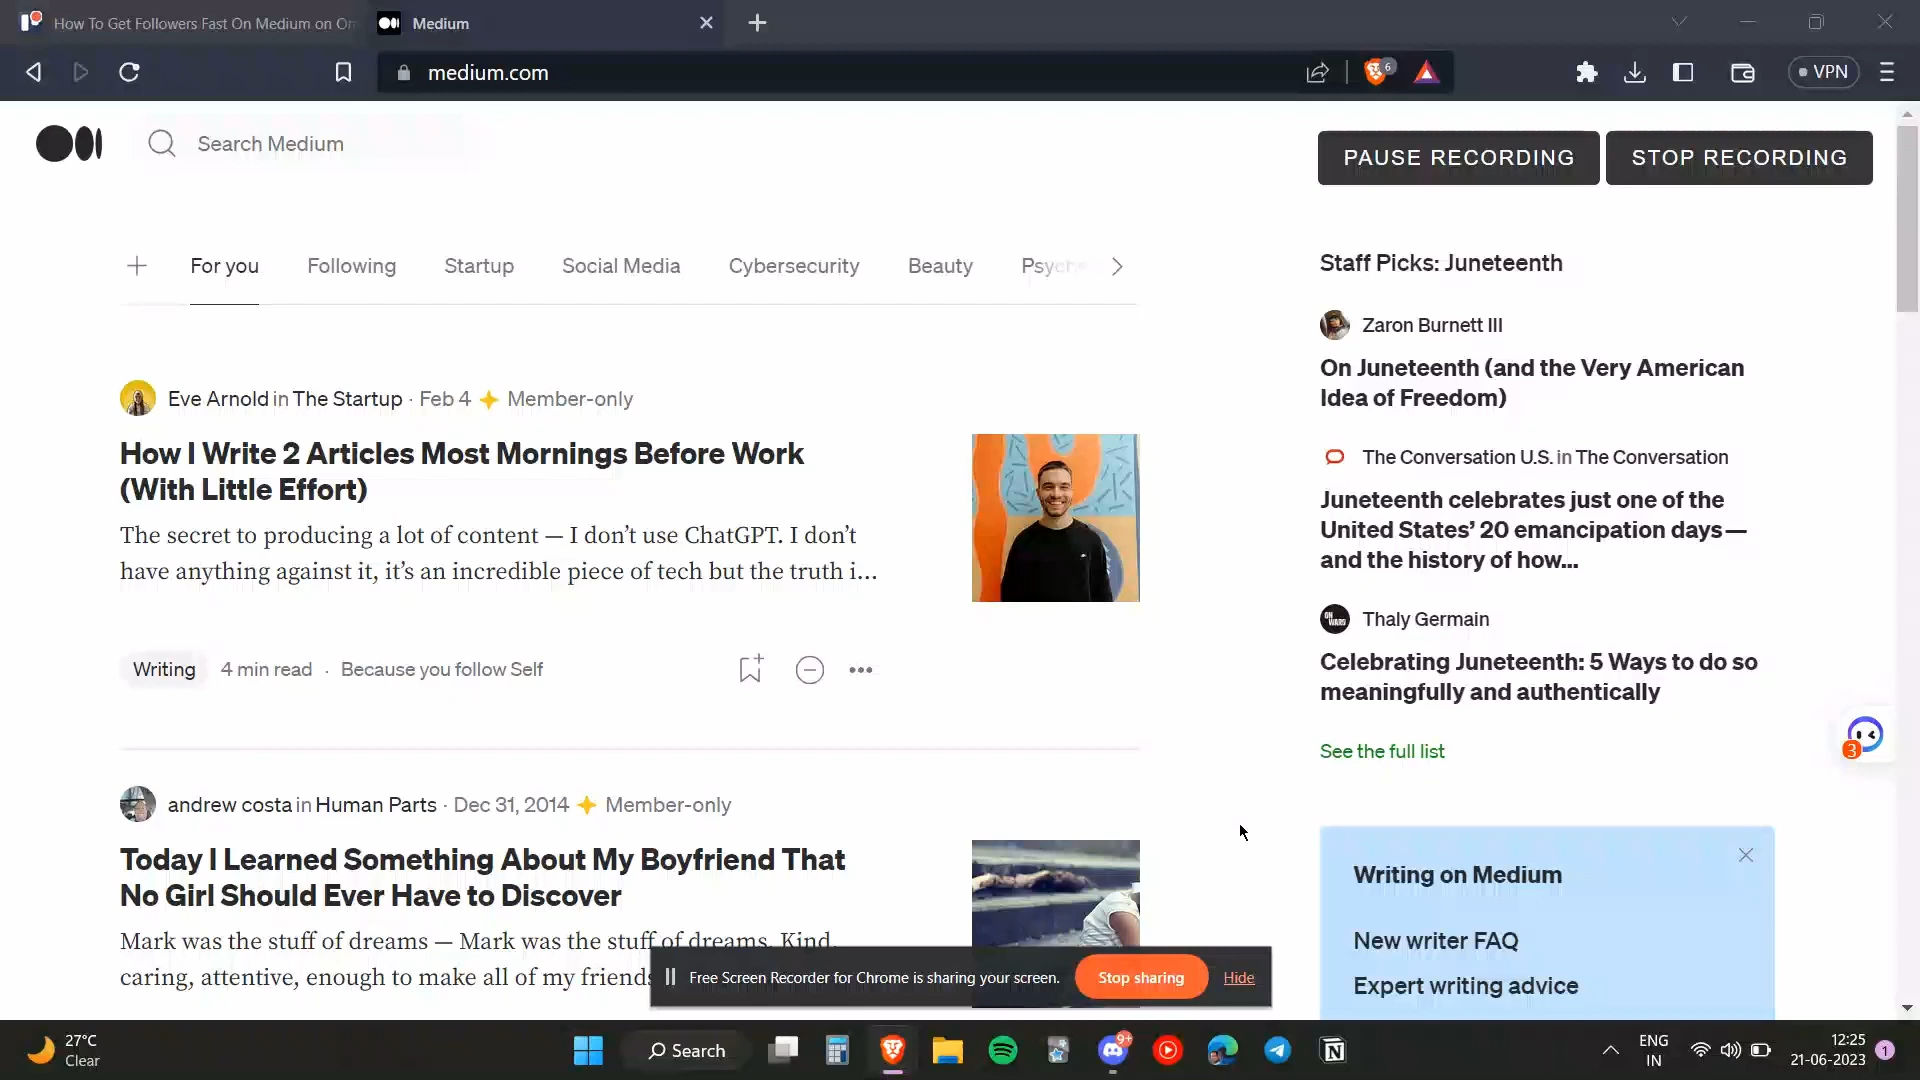 How To Get Followers Fast On Medium on
Medium
medium.com
6
VPN
Search Medium
PAUSE RECORDING
STOP RECORDING
For you
Following
Startup
Social Media
Cybersecurity
Beauty
Staff Picks: Juneteenth
Zaron Burnett III
On Juneteenth (and the Very American
Idea of Freedom)
The Conversation U.S. in The Conversation
Juneteenth celebrates just one of the
United States’ 20 emancipation days—
and the history of how...
ON WARD
Thaly Germain
Celebrating Juneteenth: 5 Ways to do so
meaningfully and authentically
See the full list
3
Eve Arnold in The Startup · Feb 4 Member-only
How I Write 2 Articles Most Mornings Before Work
(With Little Effort)
The secret to producing a lot of content — I don’t use ChatGPT. I don’t
have anything against it, it’s an incredible piece of tech but the truth i...
Writing
4 min read · Because you follow Self
andrew costa in Human Parts · Dec 31, 2014 Member-only
Today I Learned Something About My Boyfriend That
No Girl Should Ever Have to Discover
Mark was the stuff of dreams — Mark was the stuff of dreams. Kind,
caring, attentive, enough to make all of my friends
Writing on Medium
New writer FAQ
Expert writing advice
Free Screen Recorder for Chrome is sharing your screen.
Stop sharing
Hide
27°C
Clear
Search
9+
ENG
IN
12:25
21-06-2023
1